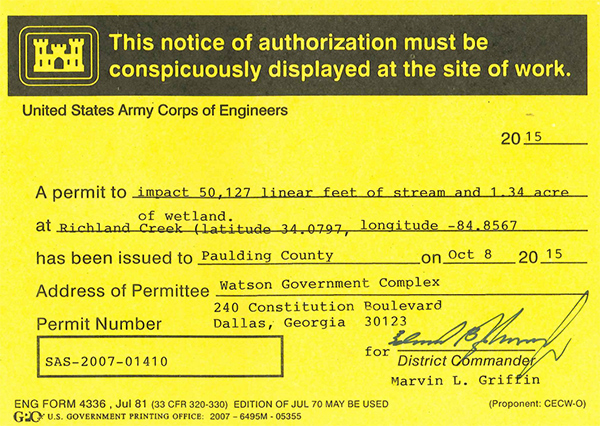 This notice of authorization must be
conspicuously displayed at the site of work.
United States Army Corps of Engineers
20 15
A permit to impact 50,127 linear feet of stream and 1.34 acre
of wetland.
at Richland Creek (latitude 34.0797, longitude -84.8567
has been issued to Paulding County on Oct 8 20 15
Address of Permittee Watson Government Complex
240 Constitution Boulevard
Permit Number Dallas, Georgia 30123
SAS-2007-01410
for
District Commander
Marvin L. Griffin
ENG FORM 4336, Jul 81 (33 CFR 320-330) EDITION OF JUL 70 MAY BE USED (Proponent: CECW-O)
GPO U.S. GOVERNMENT PRINTING OFFICE: 2007 – 6495M - 05355